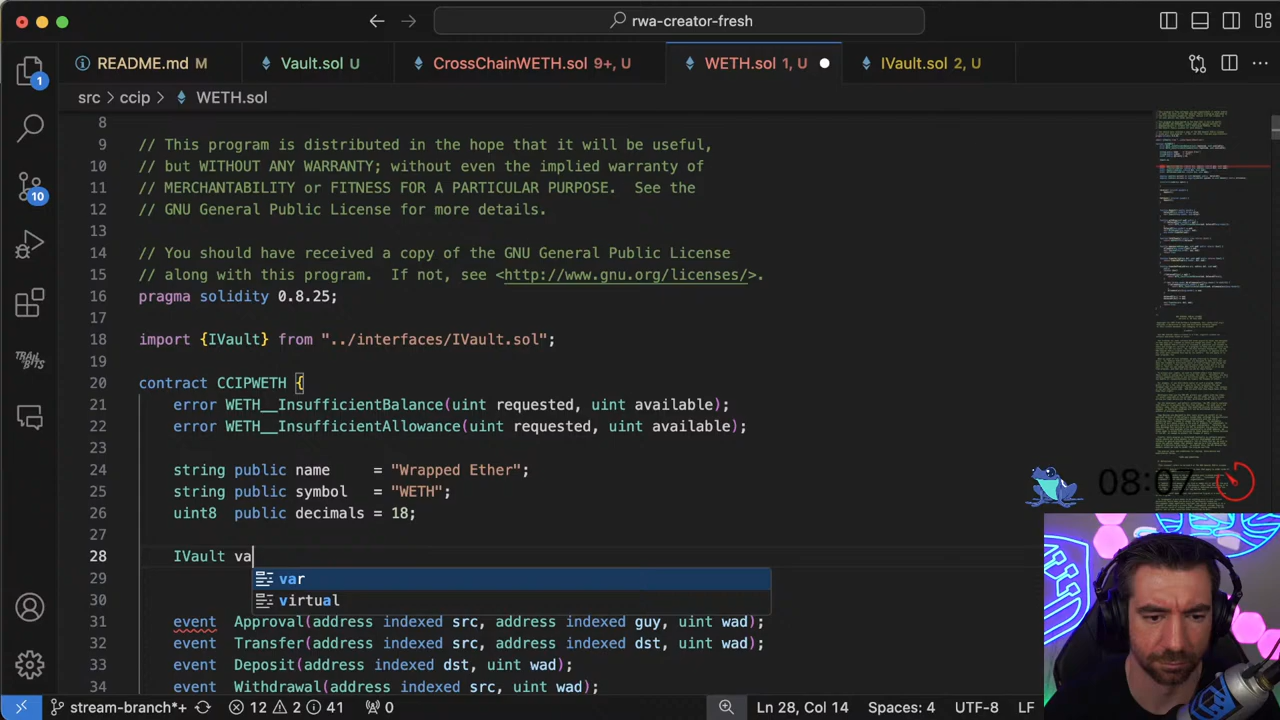 rwa-creator-fresh
README.md M
Vault.sol U
CrossChainWETH.sol 9+, U
WETH.sol 1, U
IVault.sol 2, U
src > ccip > WETH.sol
8
9 // This program is distributed in the hope that it will be useful,
10 // but WITHOUT ANY WARRANTY; without even the implied warranty of
11 // MERCHANTABILITY or FITNESS FOR A PARTICULAR PURPOSE. See the
12 // GNU General Public License for more details.
13
14 // You should have received a copy of the GNU General Public License
15 // along with this program. If not, see <http://www.gnu.org/licenses/>.
16 pragma solidity 0.8.25;
17
18 import {IVault} from "../interfaces/IVault.sol";
19
20 contract CCIPWETH {
21 error WETH__InsufficientBalance(uint requested, uint available);
22 error WETH__InsufficientAllowance(uint requested, uint available);
23
24 string public name = "Wrapped Ether";
25 string public symbol = "WETH";
26 uint8 public decimals = 18;
27
28 IVault va
var
29
virtual
30
31 event Approval(address indexed src, address indexed guy, uint wad);
32 event Transfer(address indexed src, address indexed dst, uint wad);
33 event Deposit(address indexed dst, uint wad);
34 event Withdrawal(address indexed src, uint wad);
1
10
TRAIL OF BITS
08:07
stream-branch*+ 12 2 41 0 Ln 28, Col 14 Spaces: 4 UTF-8 LF